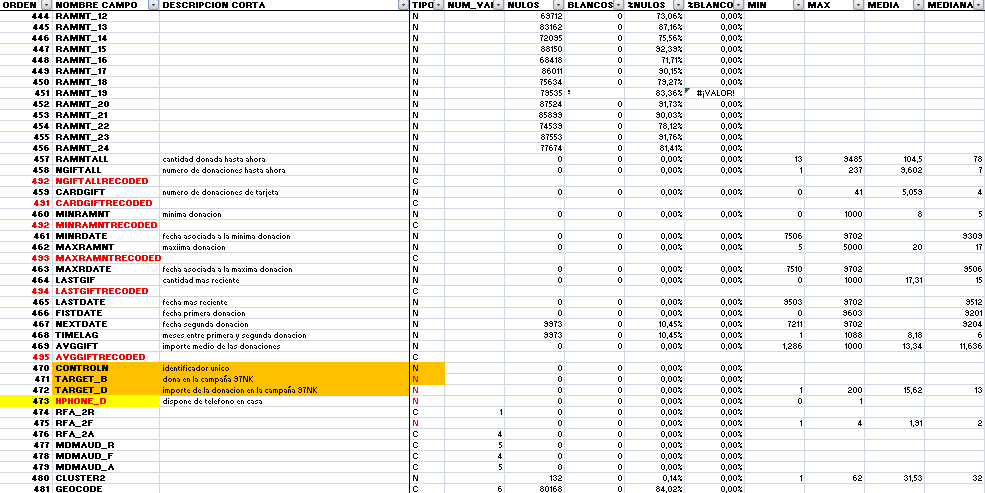 ORDEN NOMBRE CAMPO DESCRIPCION CORTA TIPO NUM_VAL NULOS BLANCOS %NULOS %BLANCO MIN MAX MEDIA MEDIANA
444 RAMNT_12 N 69712 0 73,06% 0,00%
445 RAMNT_13 N 83162 0 87,16% 0,00%
446 RAMNT_14 N 72095 0 75,56% 0,00%
447 RAMNT_15 N 88150 0 92,39% 0,00%
448 RAMNT_16 N 68418 0 71,71% 0,00%
449 RAMNT_17 N 86011 0 90,15% 0,00%
450 RAMNT_18 N 75634 0 79,27% 0,00%
451 RAMNT_19 N 79535 : 83,36% #¡VALOR!
452 RAMNT_20 N 87524 0 91,73% 0,00%
453 RAMNT_21 N 85899 0 90,03% 0,00%
454 RAMNT_22 N 74539 0 78,12% 0,00%
455 RAMNT_23 N 87553 0 91,76% 0,00%
456 RAMNT_24 N 77674 0 81,41% 0,00%
457 RAMNTALL cantidad donada hasta ahora N 0 0 0,00% 0,00% 13 9485 104,5 78
458 NGIFTALL numero de donaciones hasta ahora N 0 0 0,00% 0,00% 1 237 9,602 7
492 NGIFTALLRECODED C
459 CARDGIFT numero de donaciones de tarjeta N 0 0 0,00% 0,00% 0 41 5,059 4
491 CARDGIFTRECODED C
460 MINRAMNT minima donacion N 0 0 0,00% 0,00% 0 1000 8 5
492 MINRAMNTRECODED C
461 MINRDATE fecha asociada a la minima donacion N 0 0 0,00% 0,00% 7506 9702 9309
462 MAXRAMNT maxiima donacion N 0 0 0,00% 0,00% 5 5000 20 17
493 MAXRAMNTRECODED C
463 MAXRDATE fecha asociada a la maxima donacion N 0 0 0,00% 0,00% 7510 9702 9506
464 LASTGIF cantidad mas reciente N 0 0 0,00% 0,00% 0 1000 17,31 15
494 LASTGIFTRECODED C
465 LASTDATE fecha mas reciente N 0 0 0,00% 0,00% 9503 9702 9512
466 FISTDATE fecha primera donacion N 0 0 0,00% 0,00% 0 9603 9201
467 NEXTDATE fecha segunda donacion N 9973 0 10,45% 0,00% 7211 9702 9204
468 TIMELAG meses entre primera y segunda donacion N 9973 0 10,45% 0,00% 1 1088 8,18 6
469 AVGGIFT importe medio de las donaciones N 0 0 0,00% 0,00% 1,286 1000 13,34 11,636
495 AVGGIFTRECODED C
470 CONTROLN identificador unico N 0 0 0,00% 0,00%
471 TARGET_B dona en la campaña 97NK N 0 0 0,00% 0,00%
472 TARGET_D importe de la donacion en la campaña 97NK N 0 0 0,00% 0,00% 1 200 15,62 13
473 HPHONE_D dispone de telefono en casa N 0 0 0,00% 0,00% 0 1
474 RFA_2R C 1 0 0 0,00% 0,00%
475 RFA_2F N 0 0 0,00% 0,00% 1 4 1,91 2
476 RFA_2A C 4 0 0 0,00% 0,00%
477 MDMAUD_R C 5 0 0 0,00% 0,00%
478 MDMAUD_F C 4 0 0 0,00% 0,00%
479 MDMAUD_A C 5 0 0 0,00% 0,00%
480 CLUSTER2 N 132 0 0,14% 0,00% 1 62 31,53 32
481 GEOCODE C 6 80168 0 84,02% 0,00%